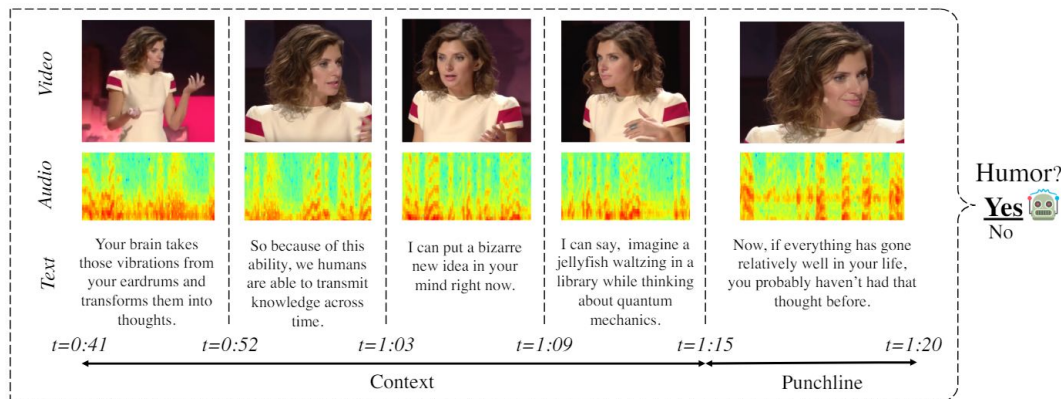 Video
Audio
Text
Your brain takes
those vibrations from
your eardrums and
transforms them into
thoughts.
So because of this
ability, we humans
are able to transmit
knowledge across
time.
I can put a bizarre
new idea in your
mind right now.
I can say, imagine a
jellyfish waltzing in a
library while thinking
about quantum
mechanics.
Now, if everything has gone
relatively well in your life,
you probably haven't had that
thought before.
t=0:41
t=0:52
t=1:03
t=1:09
t=1:15
t=1:20
Context
Punchline
Humor?
Yes
No